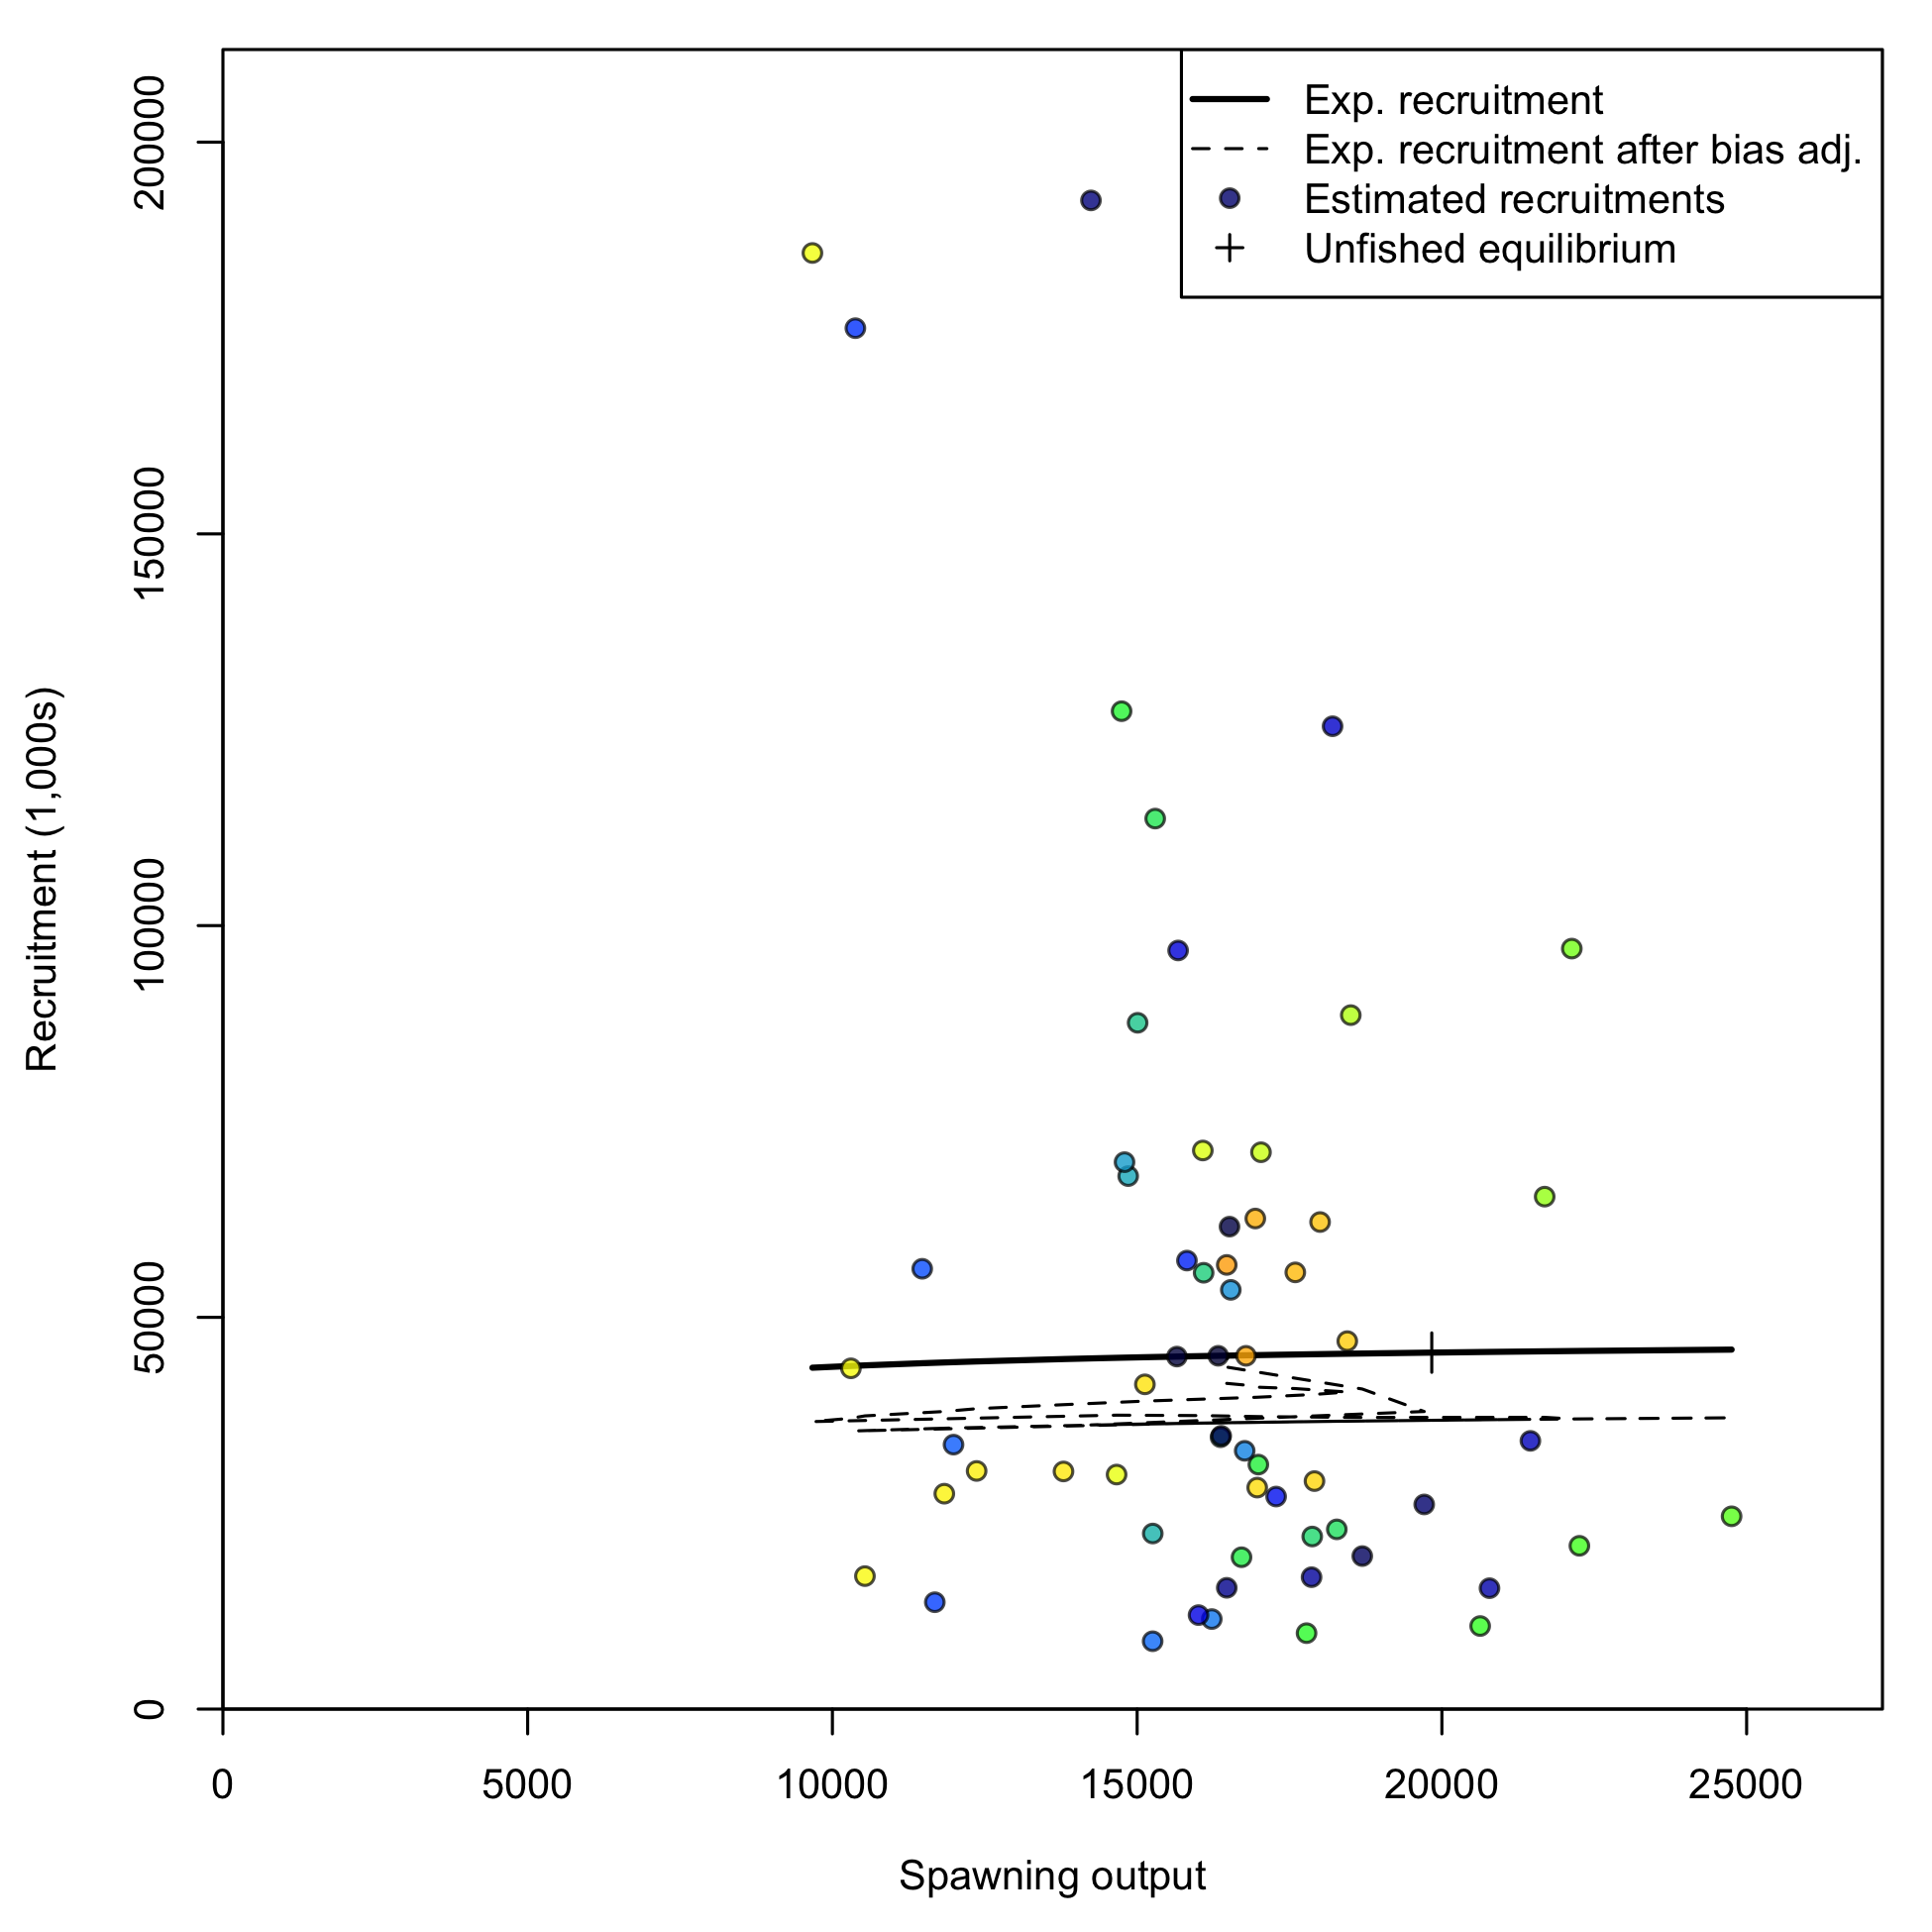 Exp. recruitment
Exp. recruitment after bias adj.
Estimated recruitments
Unfished equilibrium
200000
150000
100000
50000
0
Recruitment (1,000s)
0 5000 10000 15000 20000 25000
Spawning output